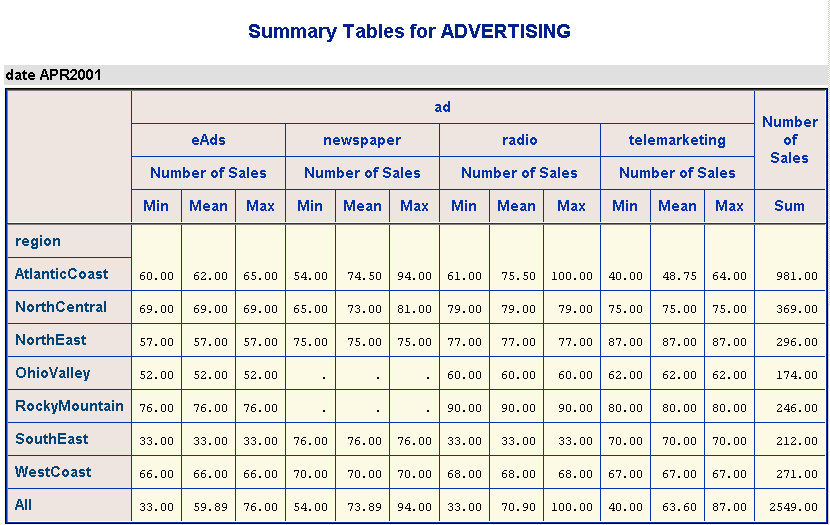 Summary Tables for ADVERTISING
date APR2001
ad Number of Sales
eAds newspaper radio telemarketing
Number of Sales Number of Sales Number of Sales Number of Sales
Min Mean Max Min Mean Max Min Mean Max Min Mean Max Sum
region
AtlanticCoast 60.00 62.00 65.00 54.00 74.50 94.00 61.00 75.50 100.00 40.00 48.75 64.00 981.00
NorthCentral 69.00 69.00 69.00 65.00 73.00 81.00 79.00 79.00 79.00 75.00 75.00 75.00 369.00
NorthEast 57.00 57.00 57.00 75.00 75.00 75.00 77.00 77.00 77.00 87.00 87.00 87.00 296.00
OhioValley 52.00 52.00 52.00 . . . 60.00 60.00 60.00 62.00 62.00 62.00 174.00
RockyMountain 76.00 76.00 76.00 . . . 90.00 90.00 90.00 80.00 80.00 80.00 246.00
SouthEast 33.00 33.00 33.00 76.00 76.00 76.00 33.00 33.00 33.00 70.00 70.00 70.00 212.00
WestCoast 66.00 66.00 66.00 70.00 70.00 70.00 68.00 68.00 68.00 67.00 67.00 67.00 271.00
All 33.00 59.89 76.00 54.00 73.89 94.00 33.00 70.90 100.00 40.00 63.60 87.00 2549.00